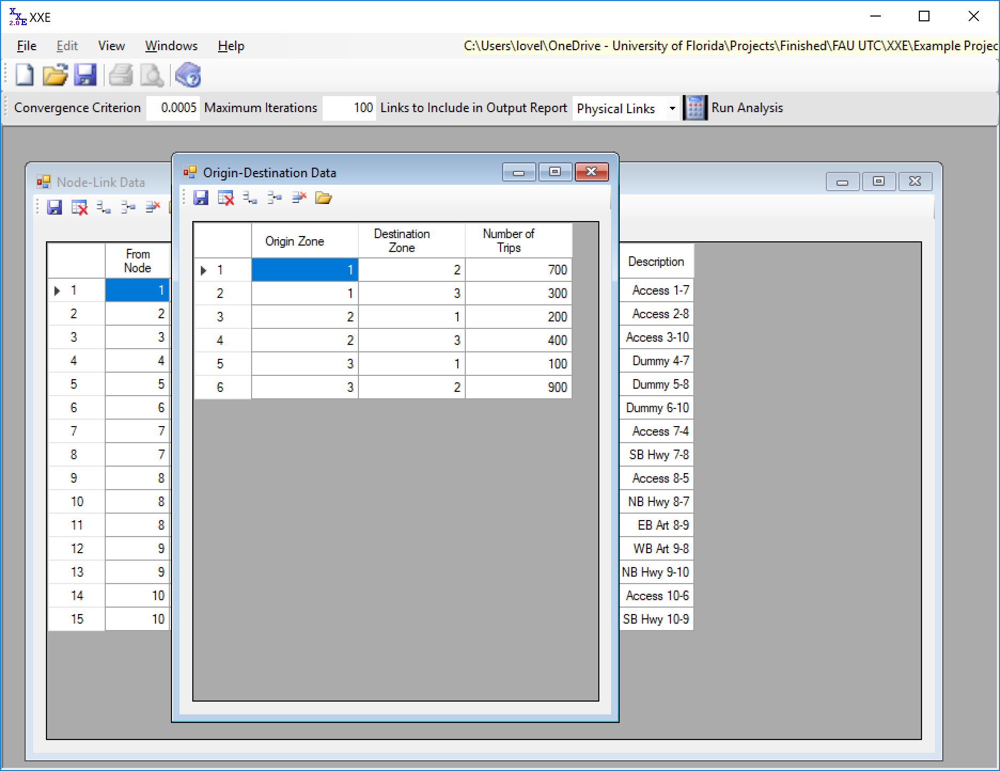 XXE
File Edit View Windows Help C:\Users\lovel\OneDrive - University of Florida\Projects\Finished\FAU UTC\XXE\Example Projec
Convergence Criterion 0.0005 Maximum Iterations 100 Links to Include in Output Report Physical Links Run Analysis
Origin-Destination Data
Origin Zone Destination Zone Number of Trips
1 1 2 700
2 1 3 300
3 2 1 200
4 2 3 400
5 3 1 100
6 3 2 900
Node-Link Data
From Node Description
1 1 Access 1-7
2 2 Access 2-8
3 3 Access 3-10
4 4 Dummy 4-7
5 5 Dummy 5-8
6 6 Dummy 6-10
7 7 Access 7-4
8 7 SB Hwy 7-8
9 8 Access 8-5
10 8 NB Hwy 8-7
11 8 EB Art 8-9
12 9 WB Art 9-8
13 9 NB Hwy 9-10
14 10 Access 10-6
15 10 SB Hwy 10-9